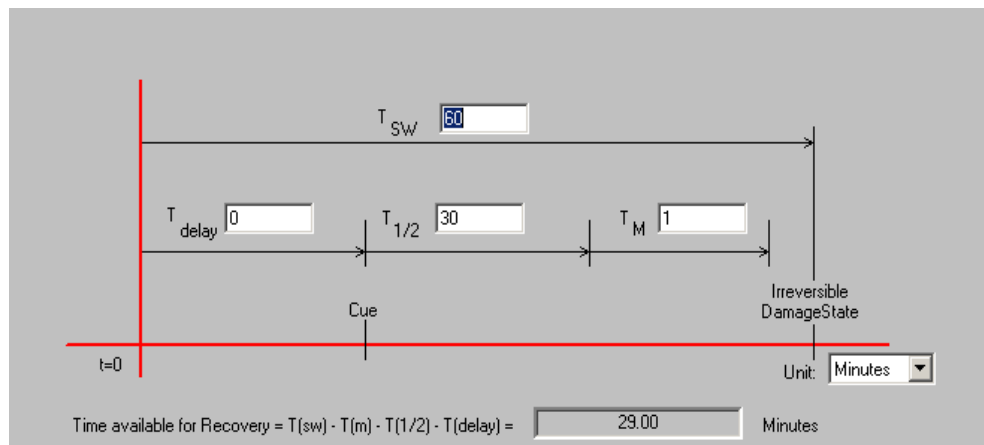 T SW 60
T delay 0 T 1/2 30 T M 1
Cue
Irreversible
DamageState
t=0
Unit: Minutes
Time available for Recovery = T(sw) - T(m) - T(1/2) - T(delay) = 29.00 Minutes